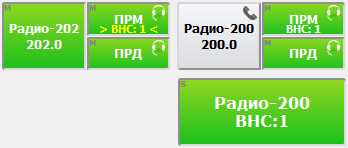 M
Радио-202
202.0
M
ПРМ
> ВНС: 1 <
M
ПРД
Радио-200
200.0
M
ПРМ
ВНС: 1
M
ПРД
S
Радио-200
ВНС:1